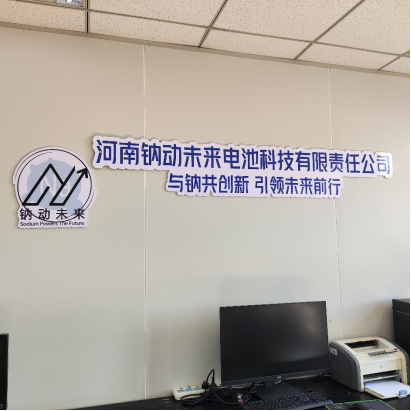 河南钠动未来电池科技有限责任公司
与钠共创新 引领未来前行
钠动未来
Sodium Powers The Future